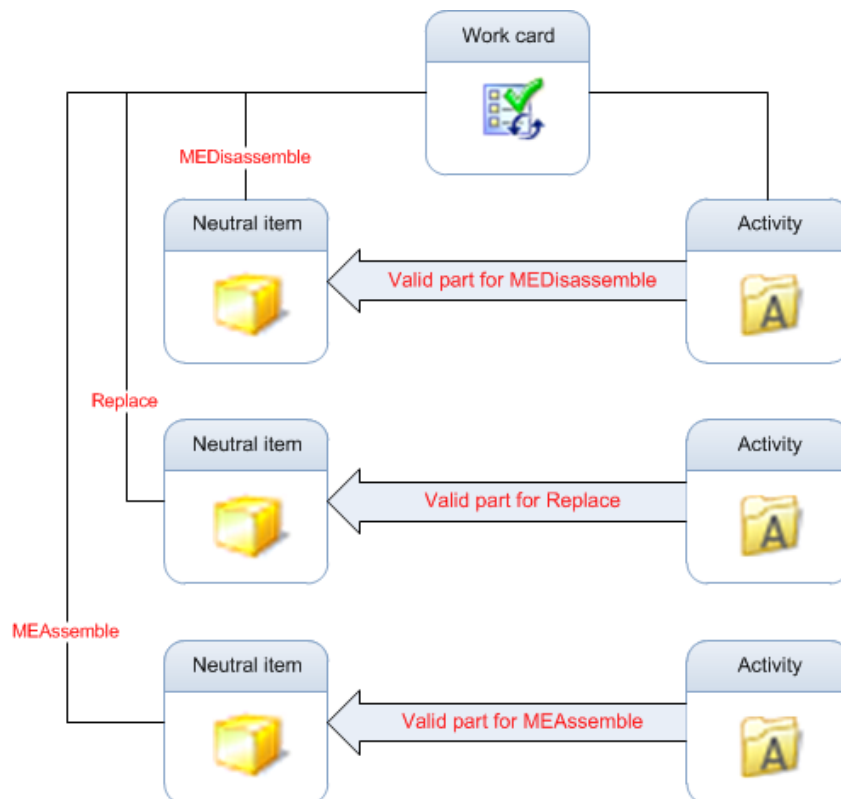 Work card
MEDisassemble
Neutral item
Activity
Valid part for MEDisassemble
A
Replace
Neutral item
Activity
Valid part for Replace
A
MEAssemble
Neutral item
Activity
Valid part for MEAssemble
A